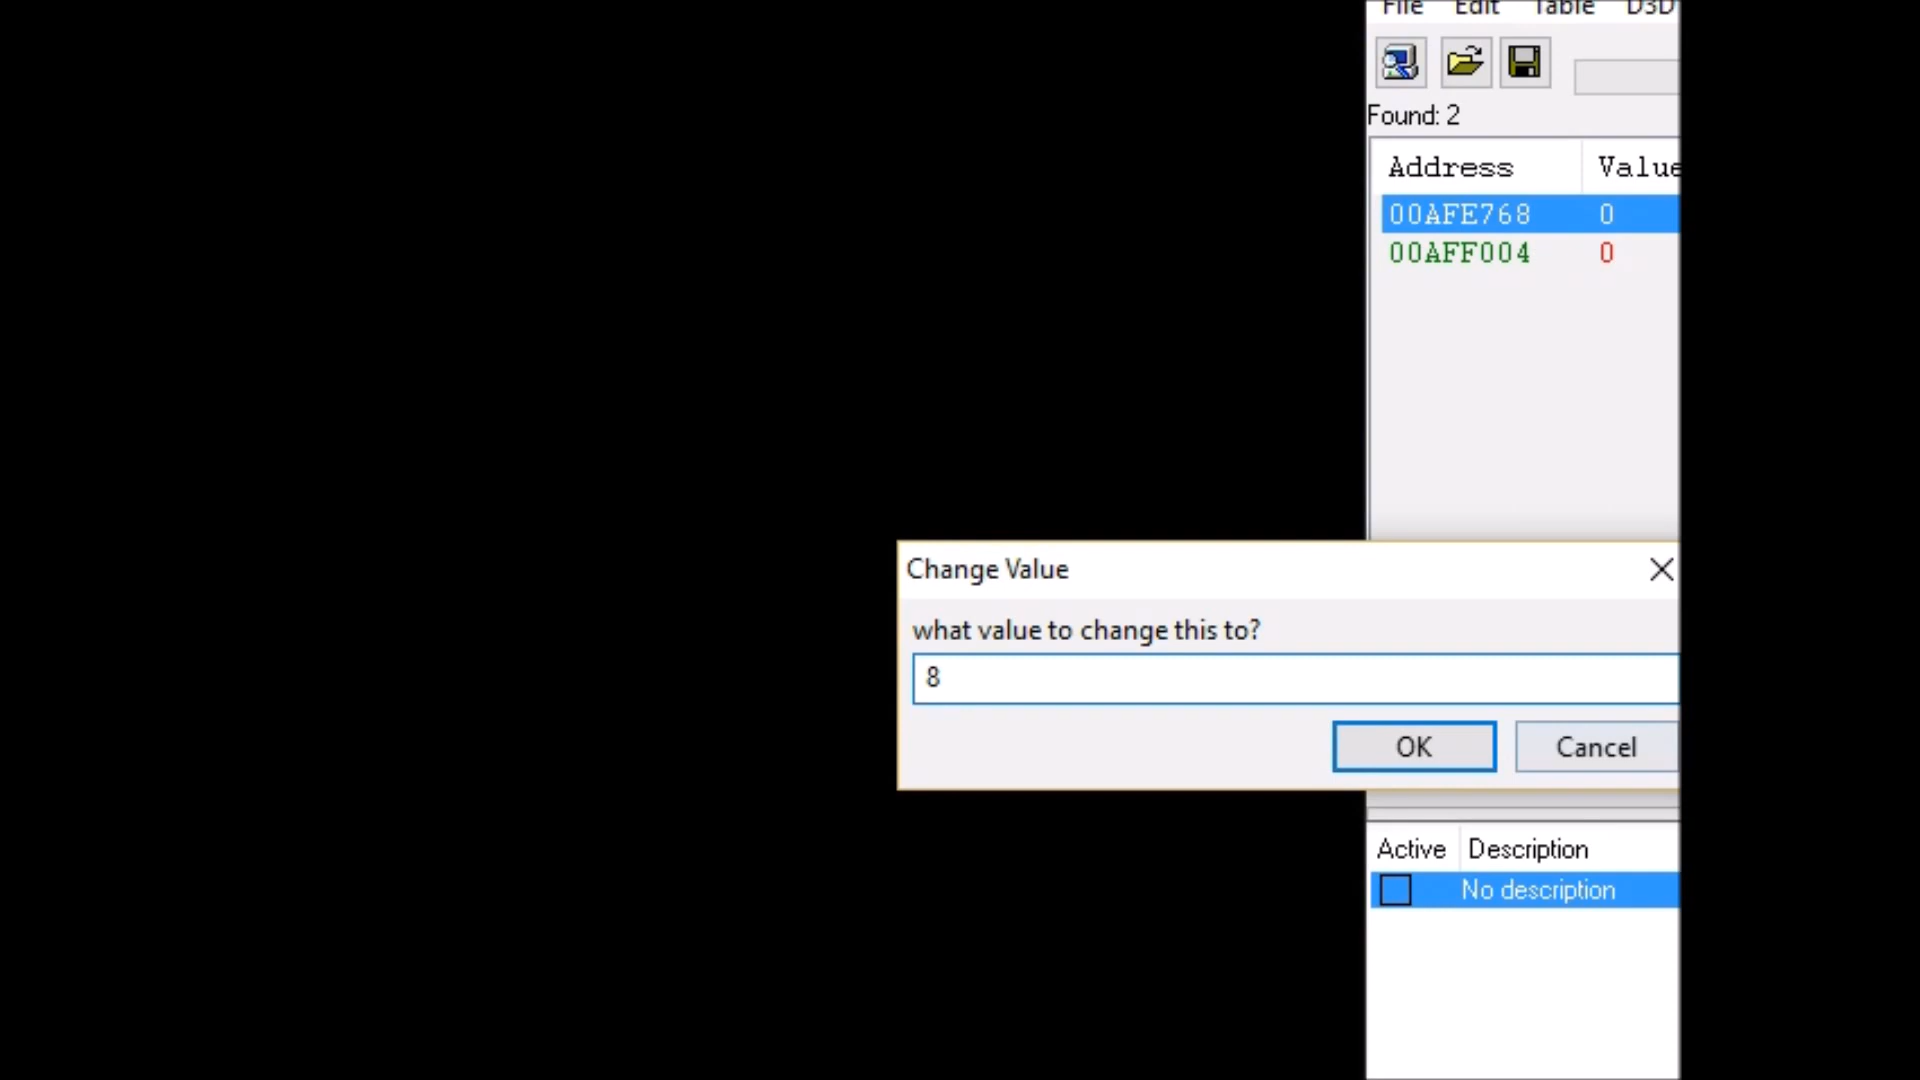 File Edit Table D3D
Found: 2
Address Value
00AFE768 0
00AFF004 0
Change Value
what value to change this to?
8
OK Cancel
Active Description
No description